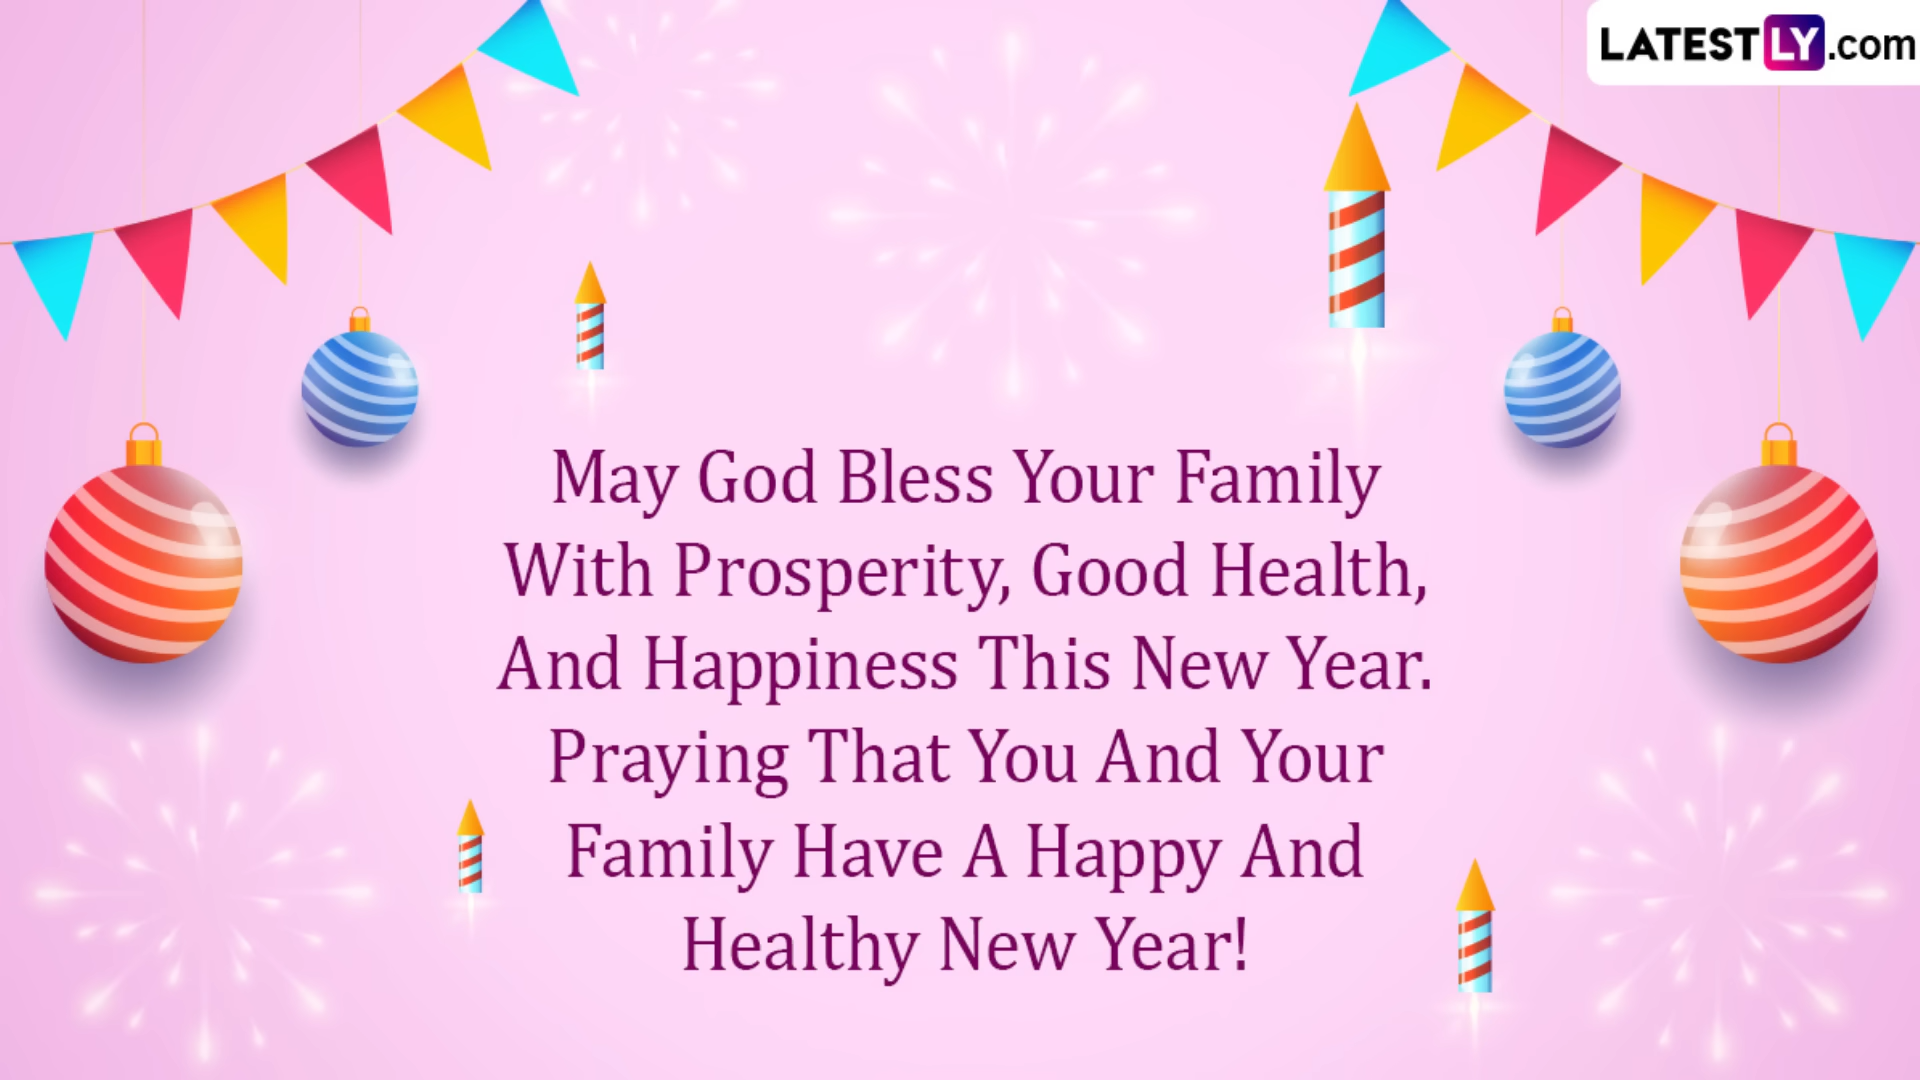 LATESTLY.com
May God Bless Your Family
With Prosperity, Good Health,
And Happiness This New Year.
Praying That You And Your
Family Have A Happy And
Healthy New Year!